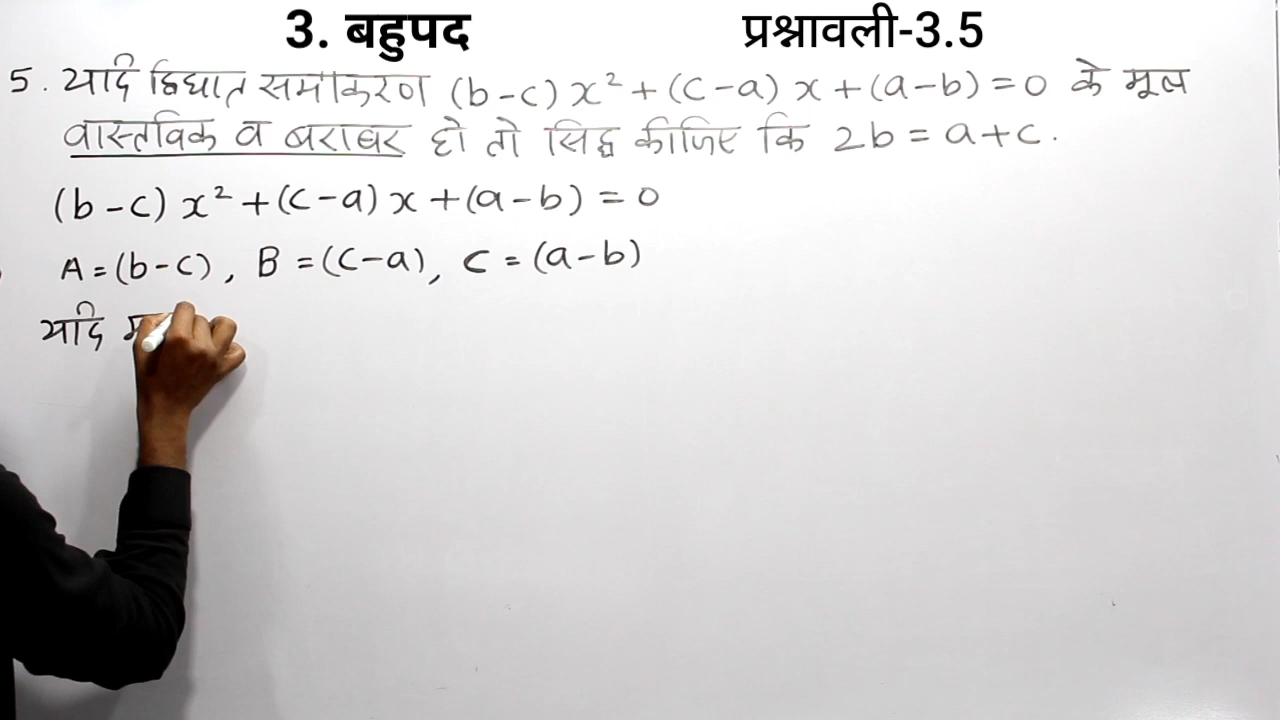 3. बहुपद प्रश्नावली-3.5
5. यदि द्विघात समीकरण (b-c) x² + (c-a) x + (a-b) = 0 के मूल
वास्तविक व बराबर हो तो सिद्ध कीजिए कि 2b = a+c.
(b-c) x² + (c-a) x + (a-b) = 0
A = (b-c), B = (c-a), C = (a-b)
यदि